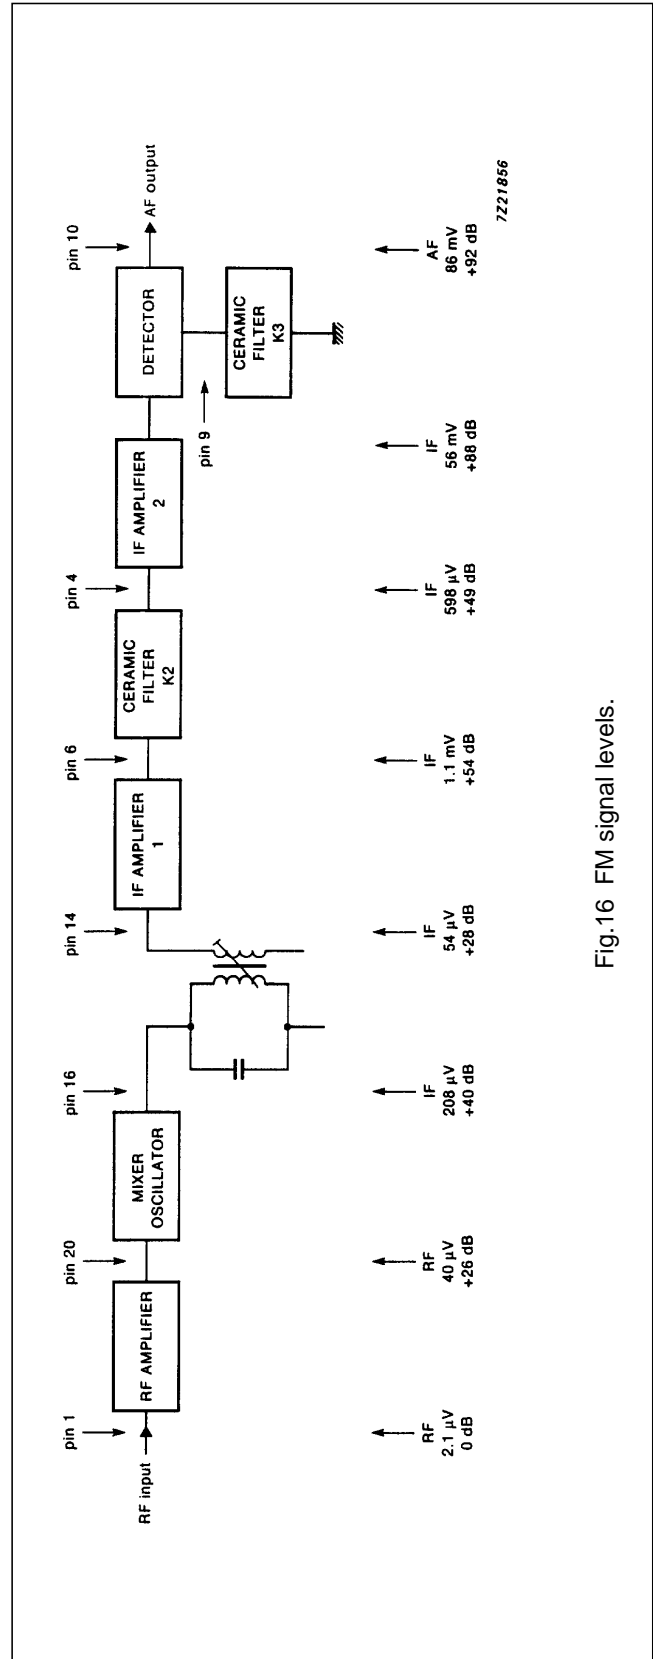 pin 1
pin 20
pin 16
pin 14
pin 6
pin 4
pin 10
RF input
RF AMPLIFIER
MIXER
OSCILLATOR
IF AMPLIFIER
1
CERAMIC
FILTER
K2
IF AMPLIFIER
2
DETECTOR
AF output
pin 9
CERAMIC
FILTER
K3
RF
2.1 µV
0 dB
RF
40 µV
+26 dB
IF
208 µV
+40 dB
IF
54 µV
+28 dB
IF
1.1 mV
+54 dB
IF
598 µV
+49 dB
IF
56 mV
+88 dB
AF
86 mV
+92 dB
7Z21856
Fig.16 FM signal levels.